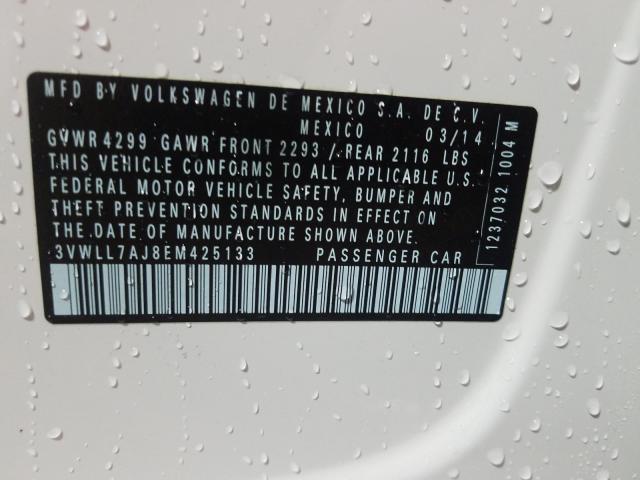 MFD BY VOLKSWAGEN DE MEXICO S.A. DE C.V.
MEXICO 03/14
GVWR 4299 GAWR FRONT 2293 / REAR 2116 LBS
THIS VEHICLE CONFORMS TO ALL APPLICABLE U.S.
FEDERAL MOTOR VEHICLE SAFETY, BUMPER AND
THEFT PREVENTION STANDARDS IN EFFECT ON
THE DATE OF MANUFACTURE SHOWN ABOVE.
3VWLL7AJ8EM425133 PASSENGER CAR
1237032 1004 M